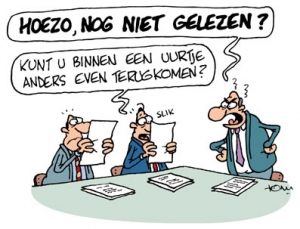 HOEZO, NOG NIET GELEZEN?
KUNT U BINNEN EEN UURTJE
ANDERS EVEN TERUGKOMEN?
SLIK